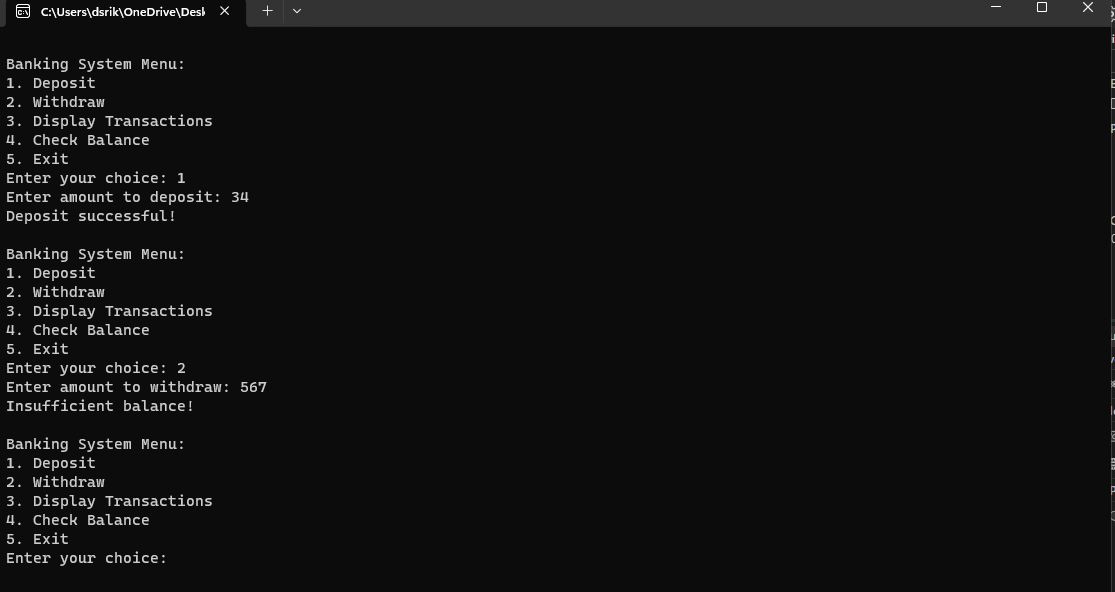 C:\Users\dsrik\OneDrive\Desk
Banking System Menu:
1. Deposit
2. Withdraw
3. Display Transactions
4. Check Balance
5. Exit
Enter your choice: 1
Enter amount to deposit: 34
Deposit successful!
Banking System Menu:
1. Deposit
2. Withdraw
3. Display Transactions
4. Check Balance
5. Exit
Enter your choice: 2
Enter amount to withdraw: 567
Insufficient balance!
Banking System Menu:
1. Deposit
2. Withdraw
3. Display Transactions
4. Check Balance
5. Exit
Enter your choice: